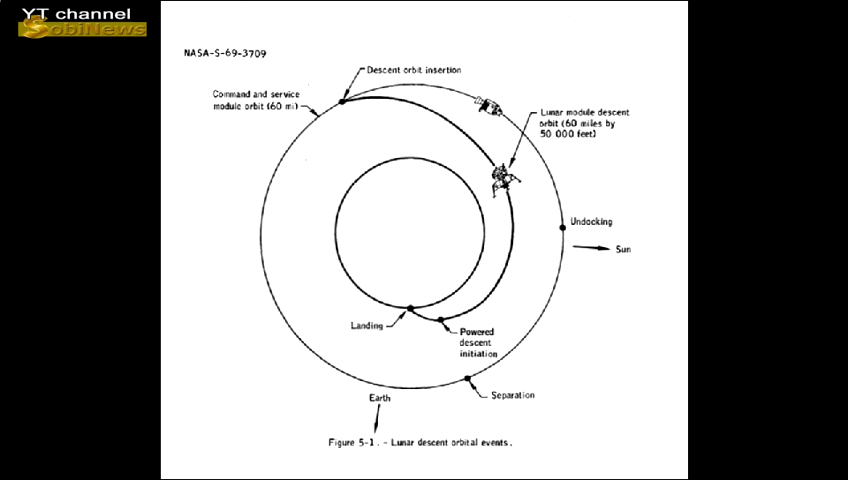 YT channel
SobiNews
NASA-S-69-3709
Descent orbit insertion
Command and service
module orbit (60 mi)
Lunar module descent
orbit (60 miles by
50 000 feet)
Undocking
Sun
Landing
Powered
descent
initiation
Separation
Earth
Figure 5-1. - Lunar descent orbital events.